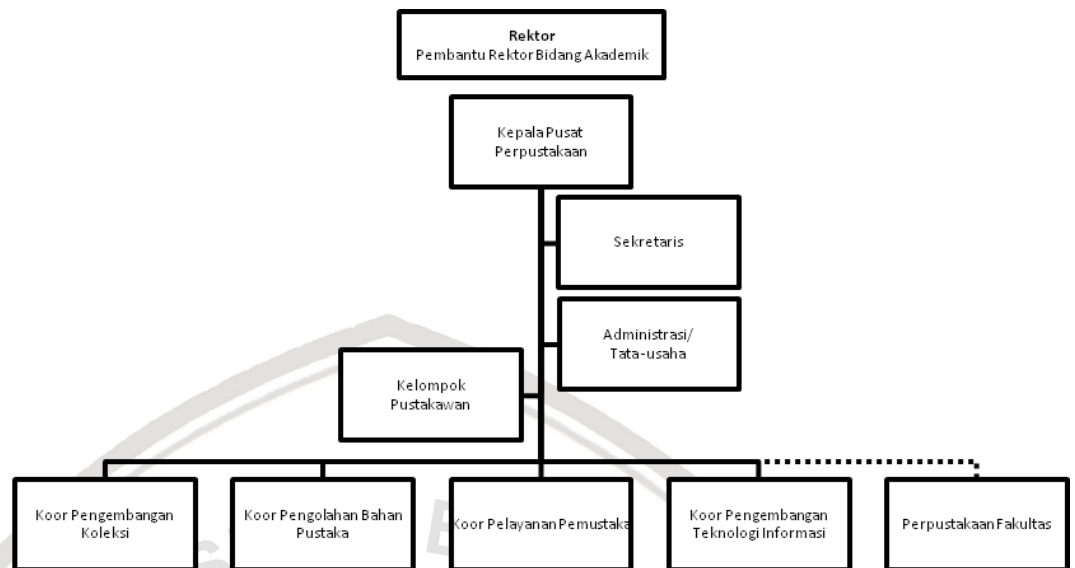 Rektor
Pembantu Rektor Bidang Akademik
Kepala Pusat
Perpustakaan
Sekretaris
Administrasi/
Tata-usaha
Kelompok
Pustakawan
Koor Pengembangan
Koleksi
Koor Pengolahan Bahan
Pustaka
Koor Pelayanan Pemustaka
Koor Pengembangan
Teknologi Informasi
Perpustakaan Fakultas